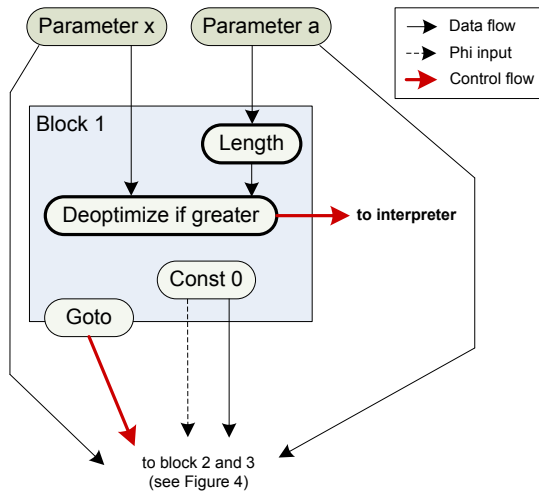 Parameter x
Parameter a
Data flow
Phi input
Control flow
Block 1
Length
Deoptimize if greater
to interpreter
Const 0
Goto
to block 2 and 3
(see Figure 4)